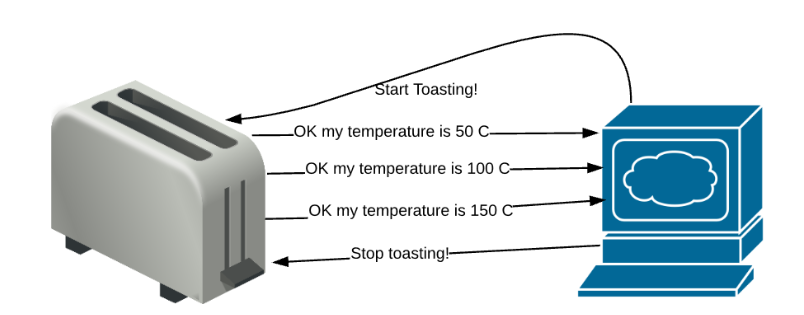 Start Toasting!
OK my temperature is 50 C
OK my temperature is 100 C
OK my temperature is 150 C
Stop toasting!